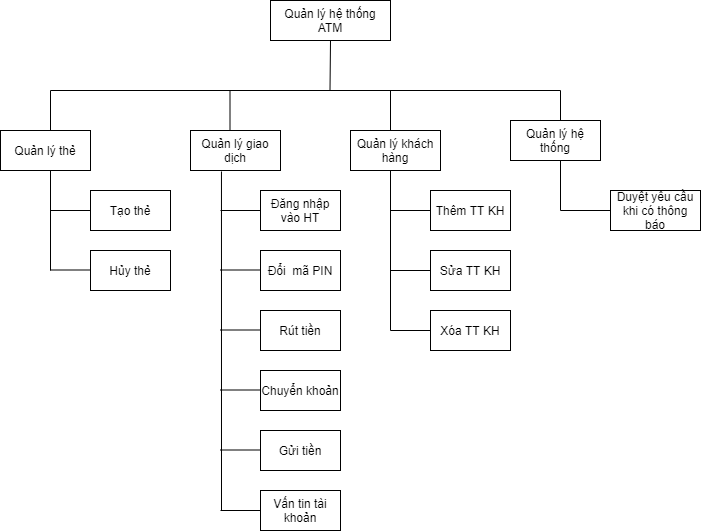 Quản lý hệ thống
ATM
Quản lý thẻ
Quản lý giao
dịch
Quản lý khách
hàng
Quản lý hệ
thống
Tạo thẻ
Hủy thẻ
Đăng nhập
vào HT
Đổi  mã PIN
Rút tiền
Chuyển khoản
Gửi tiền
Vấn tin tài
khoản
Thêm TT KH
Sửa TT KH
Xóa TT KH
Duyệt yêu cầu
khi có thông
báo